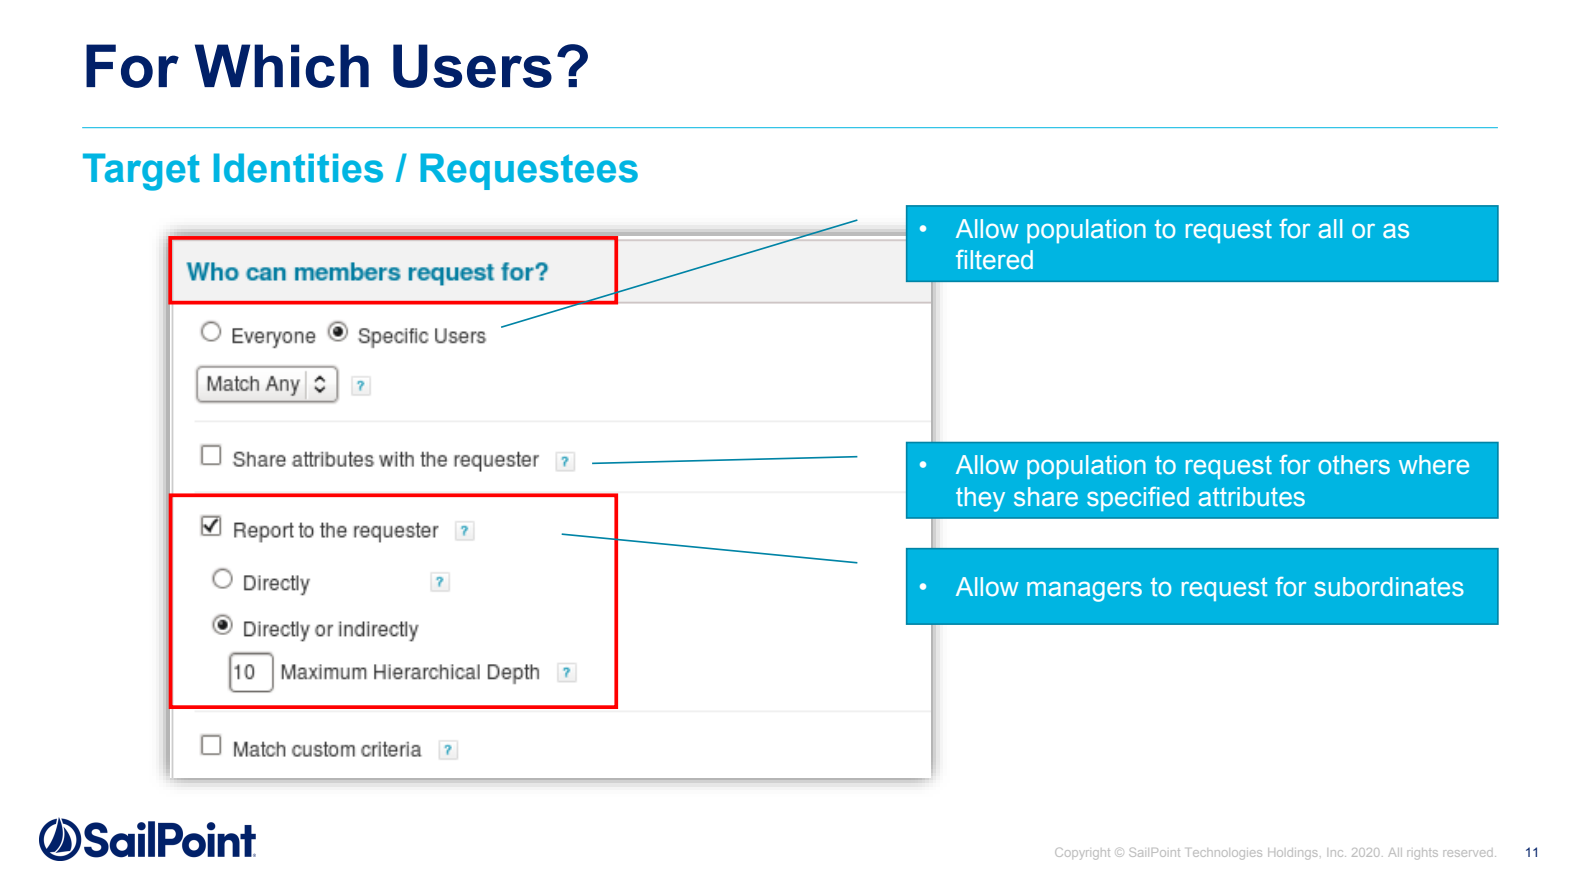 For Which Users?
Target Identities / Requestees
Who can members request for?
Everyone Specific Users
Match Any ?
Share attributes with the requester ?
Report to the requester ?
Directly ?
Directly or indirectly
10 Maximum Hierarchical Depth ?
Match custom criteria ?
• Allow population to request for all or as
filtered
• Allow population to request for others where
they share specified attributes
• Allow managers to request for subordinates
SailPoint
Copyright © SailPoint Technologies Holdings, Inc. 2020. All rights reserved. 11